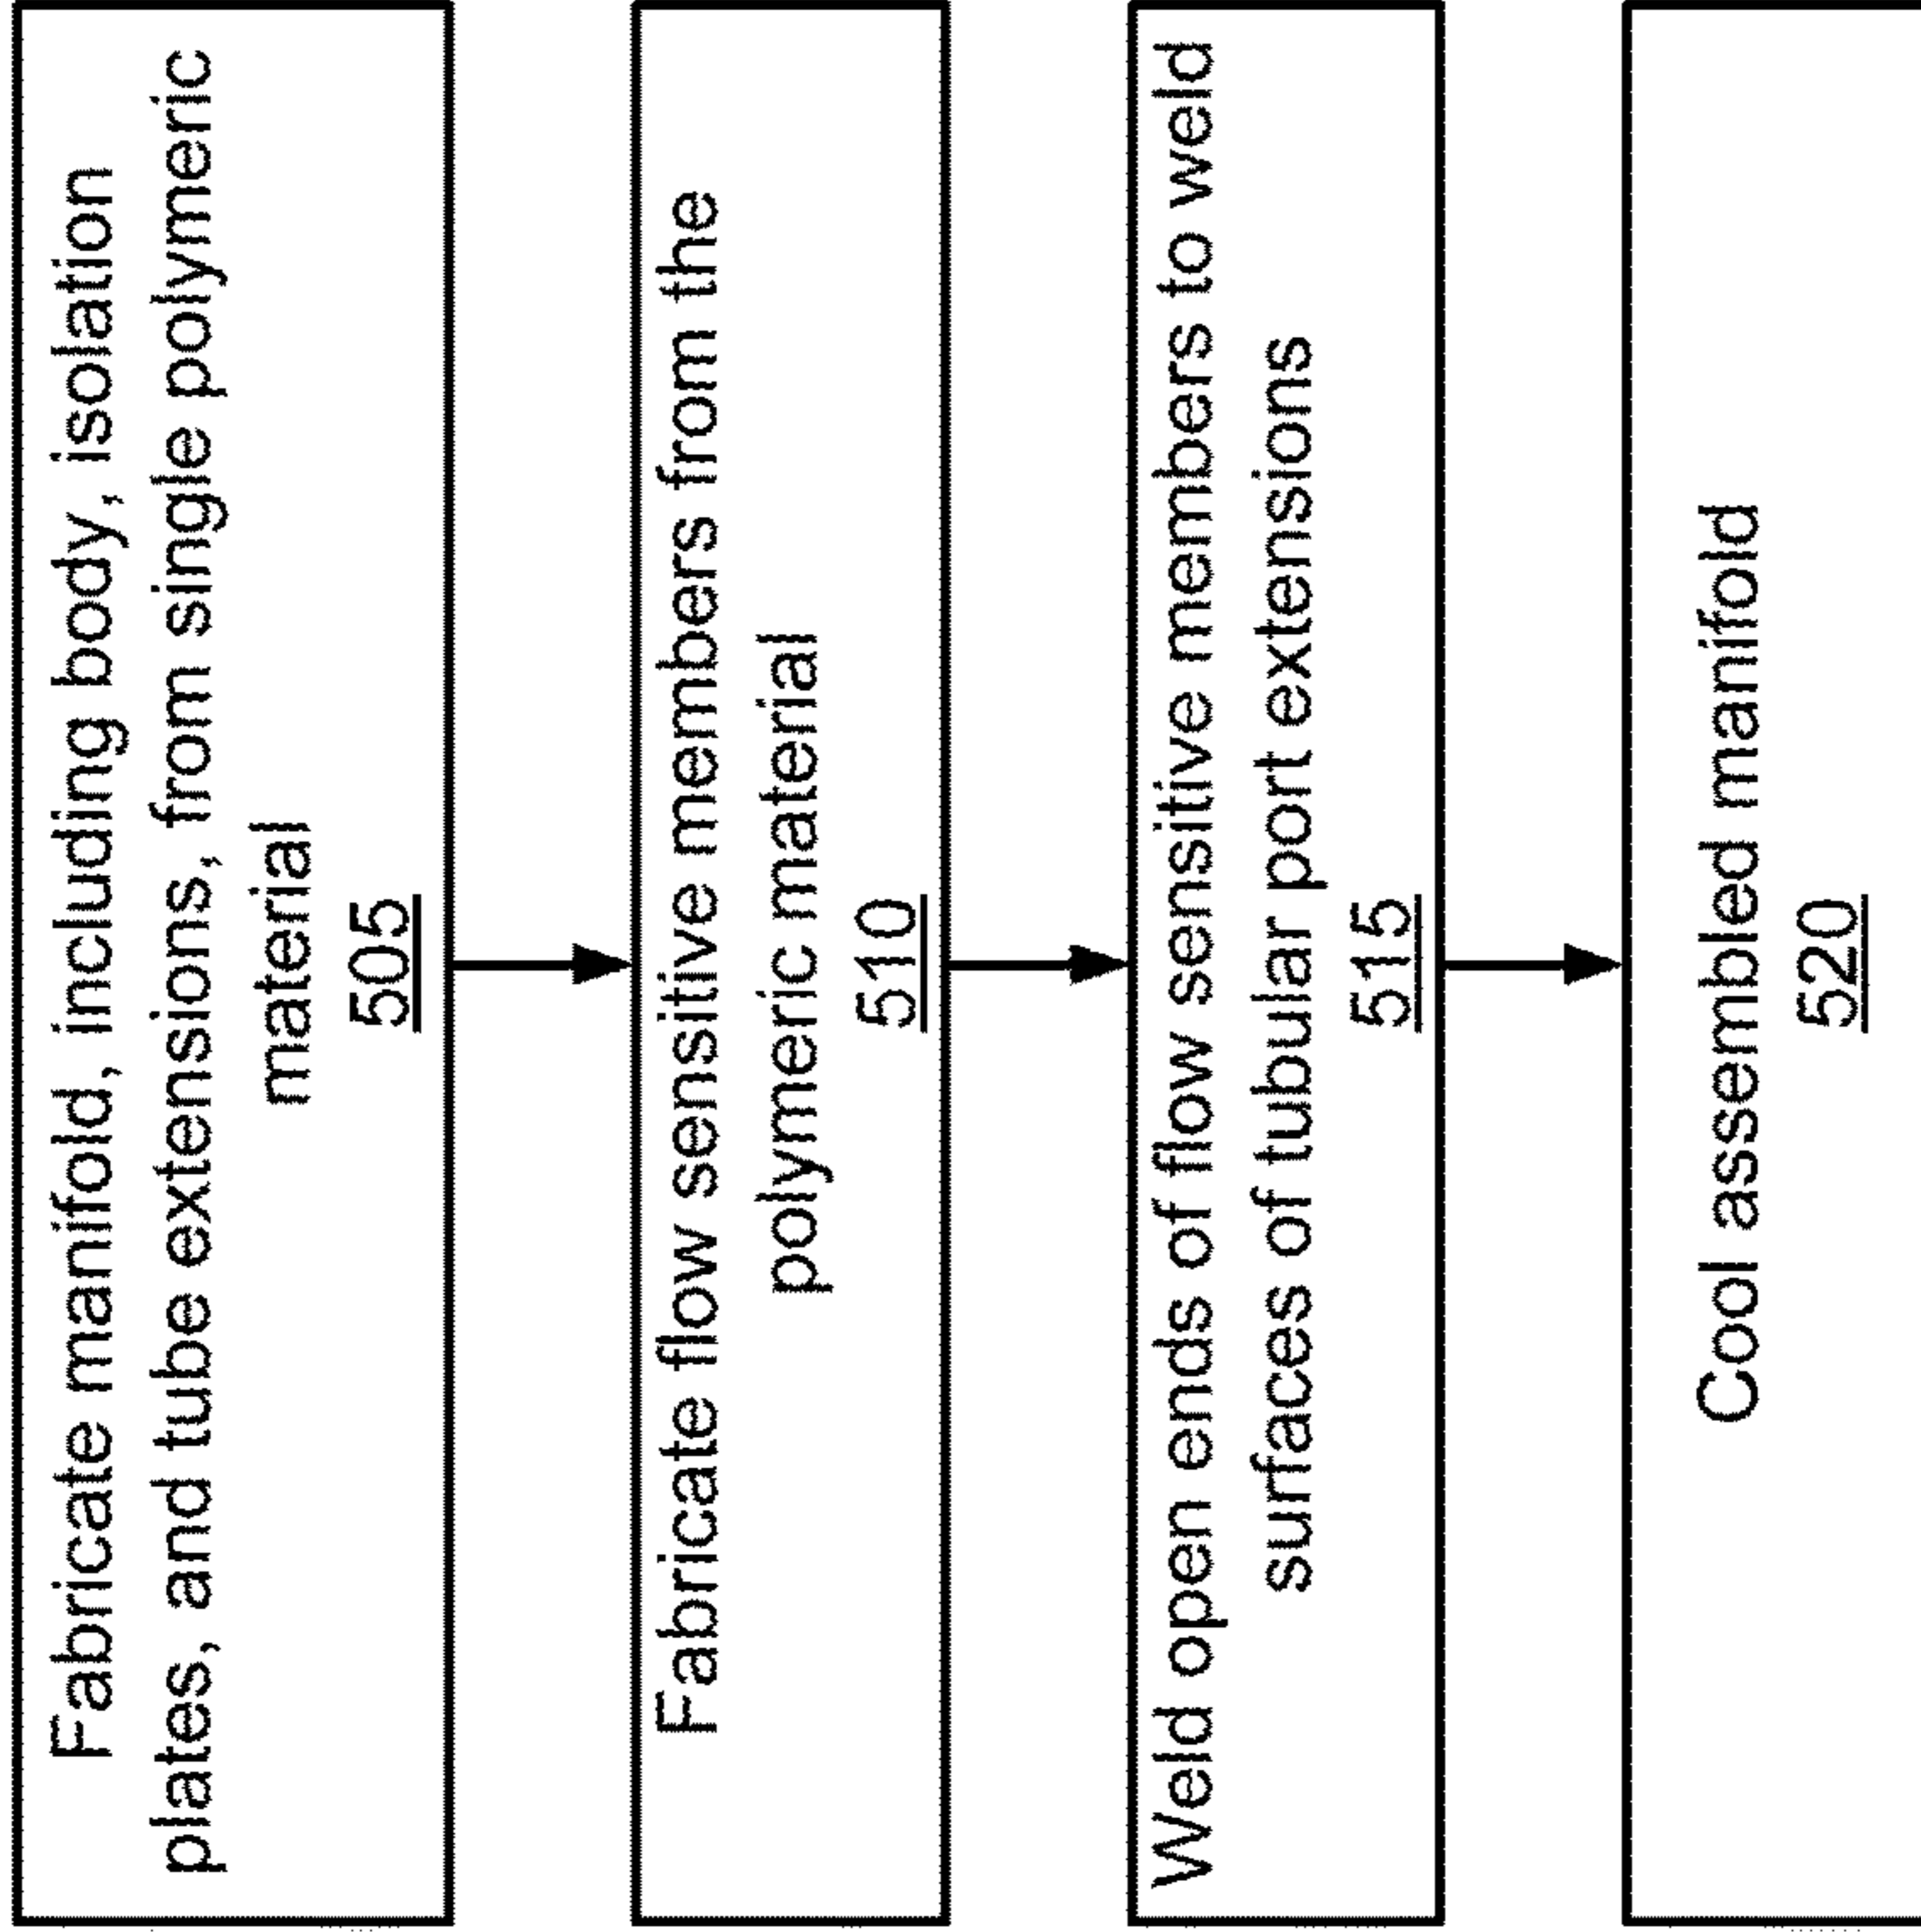 Fabricate manifold, including body, isolation
plates, and tube extensions, from single polymeric
material
505
Fabricate flow sensitive members from the
polymeric material
510
Weld open ends of flow sensitive members to weld
surfaces of tubular port extensions
515
Cool assembled manifold
520